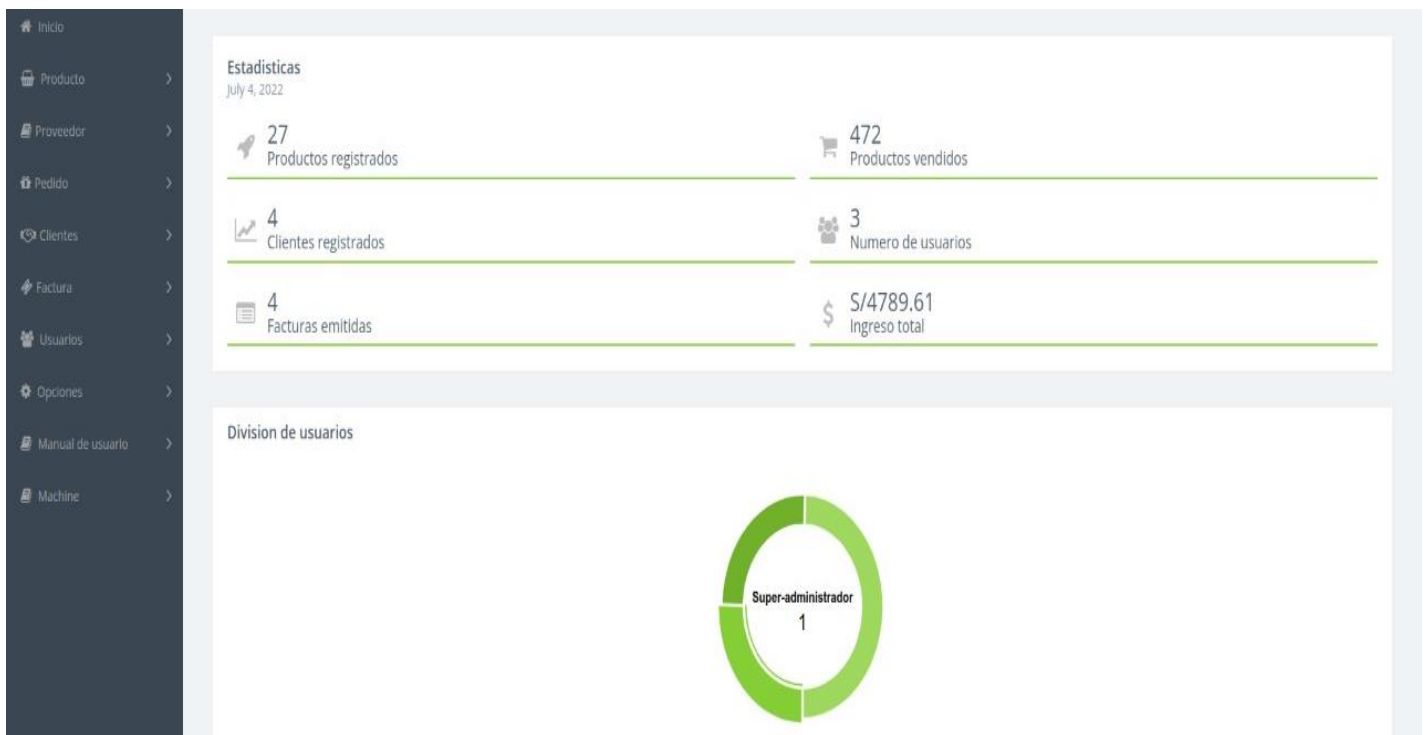 Inicio
Producto
Proveedor
Pedido
Clientes
Factura
Usuarios
Opciones
Manual de usuario
Machine
Estadisticas
July 4, 2022
27
Productos registrados
472
Productos vendidos
4
Clientes registrados
3
Numero de usuarios
4
Facturas emitidas
S/4789.61
Ingreso total
Division de usuarios
Super-administrador
1